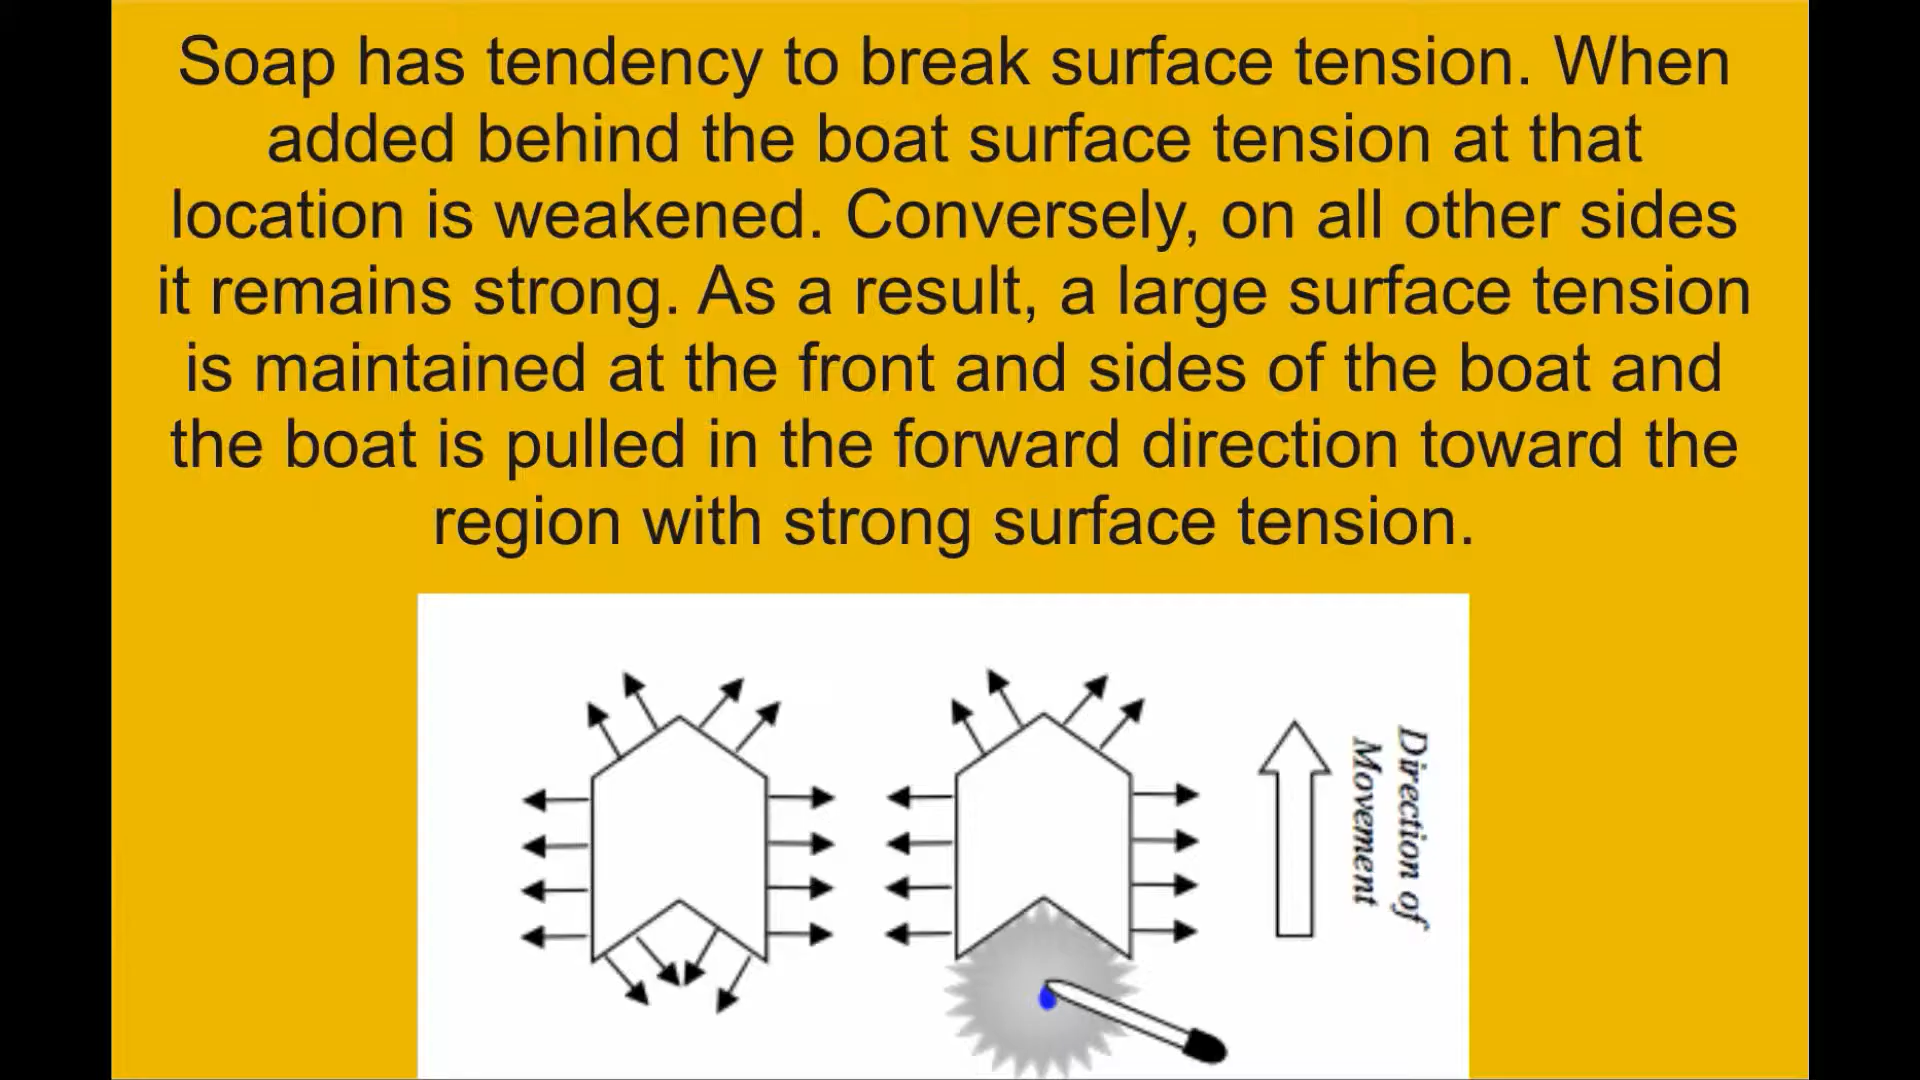 Soap has tendency to break surface tension. When
added behind the boat surface tension at that
location is weakened. Conversely, on all other sides
it remains strong. As a result, a large surface tension
is maintained at the front and sides of the boat and
the boat is pulled in the forward direction toward the
region with strong surface tension.
Direction of
Movement